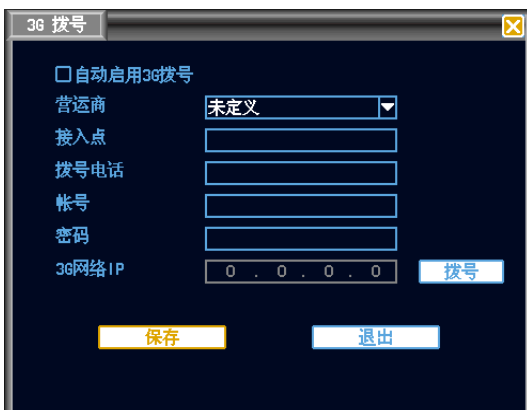 3G 拨号
自动启用3G拨号
营运商 未定义
接入点
拨号电话
帐号
密码
3G网络IP 0 . 0 . 0 . 0 拨号
保存 退出